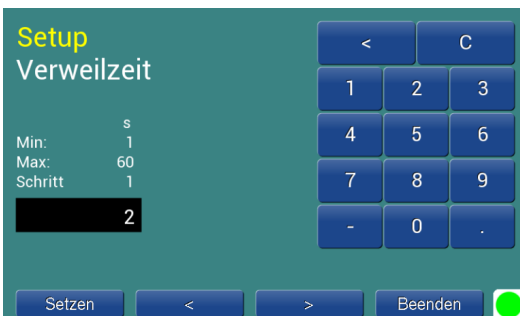 Setup
Verweilzeit
s
Min: 1
Max: 60
Schritt 1
2
< C
1 2 3
4 5 6
7 8 9
- 0 .
Setzen < > Beenden